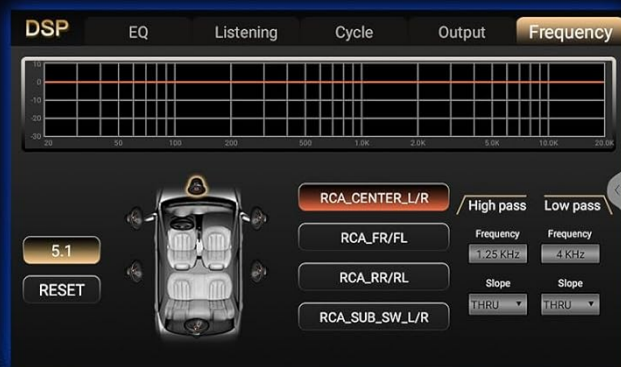 DSP EQ Listening Cycle Output Frequency
10
0
-10
-20
-30
20 50 100 200 500 1.0K 2.0K 5.0K 10.0K 20.0K
RCA_CENTER_L/R
RCA_FR/FL
RCA_RR/RL
RCA_SUB_SW_L/R
5.1
RESET
High pass Low pass
Frequency Frequency
1.25 KHz 4 KHz
Slope Slope
THRU THRU